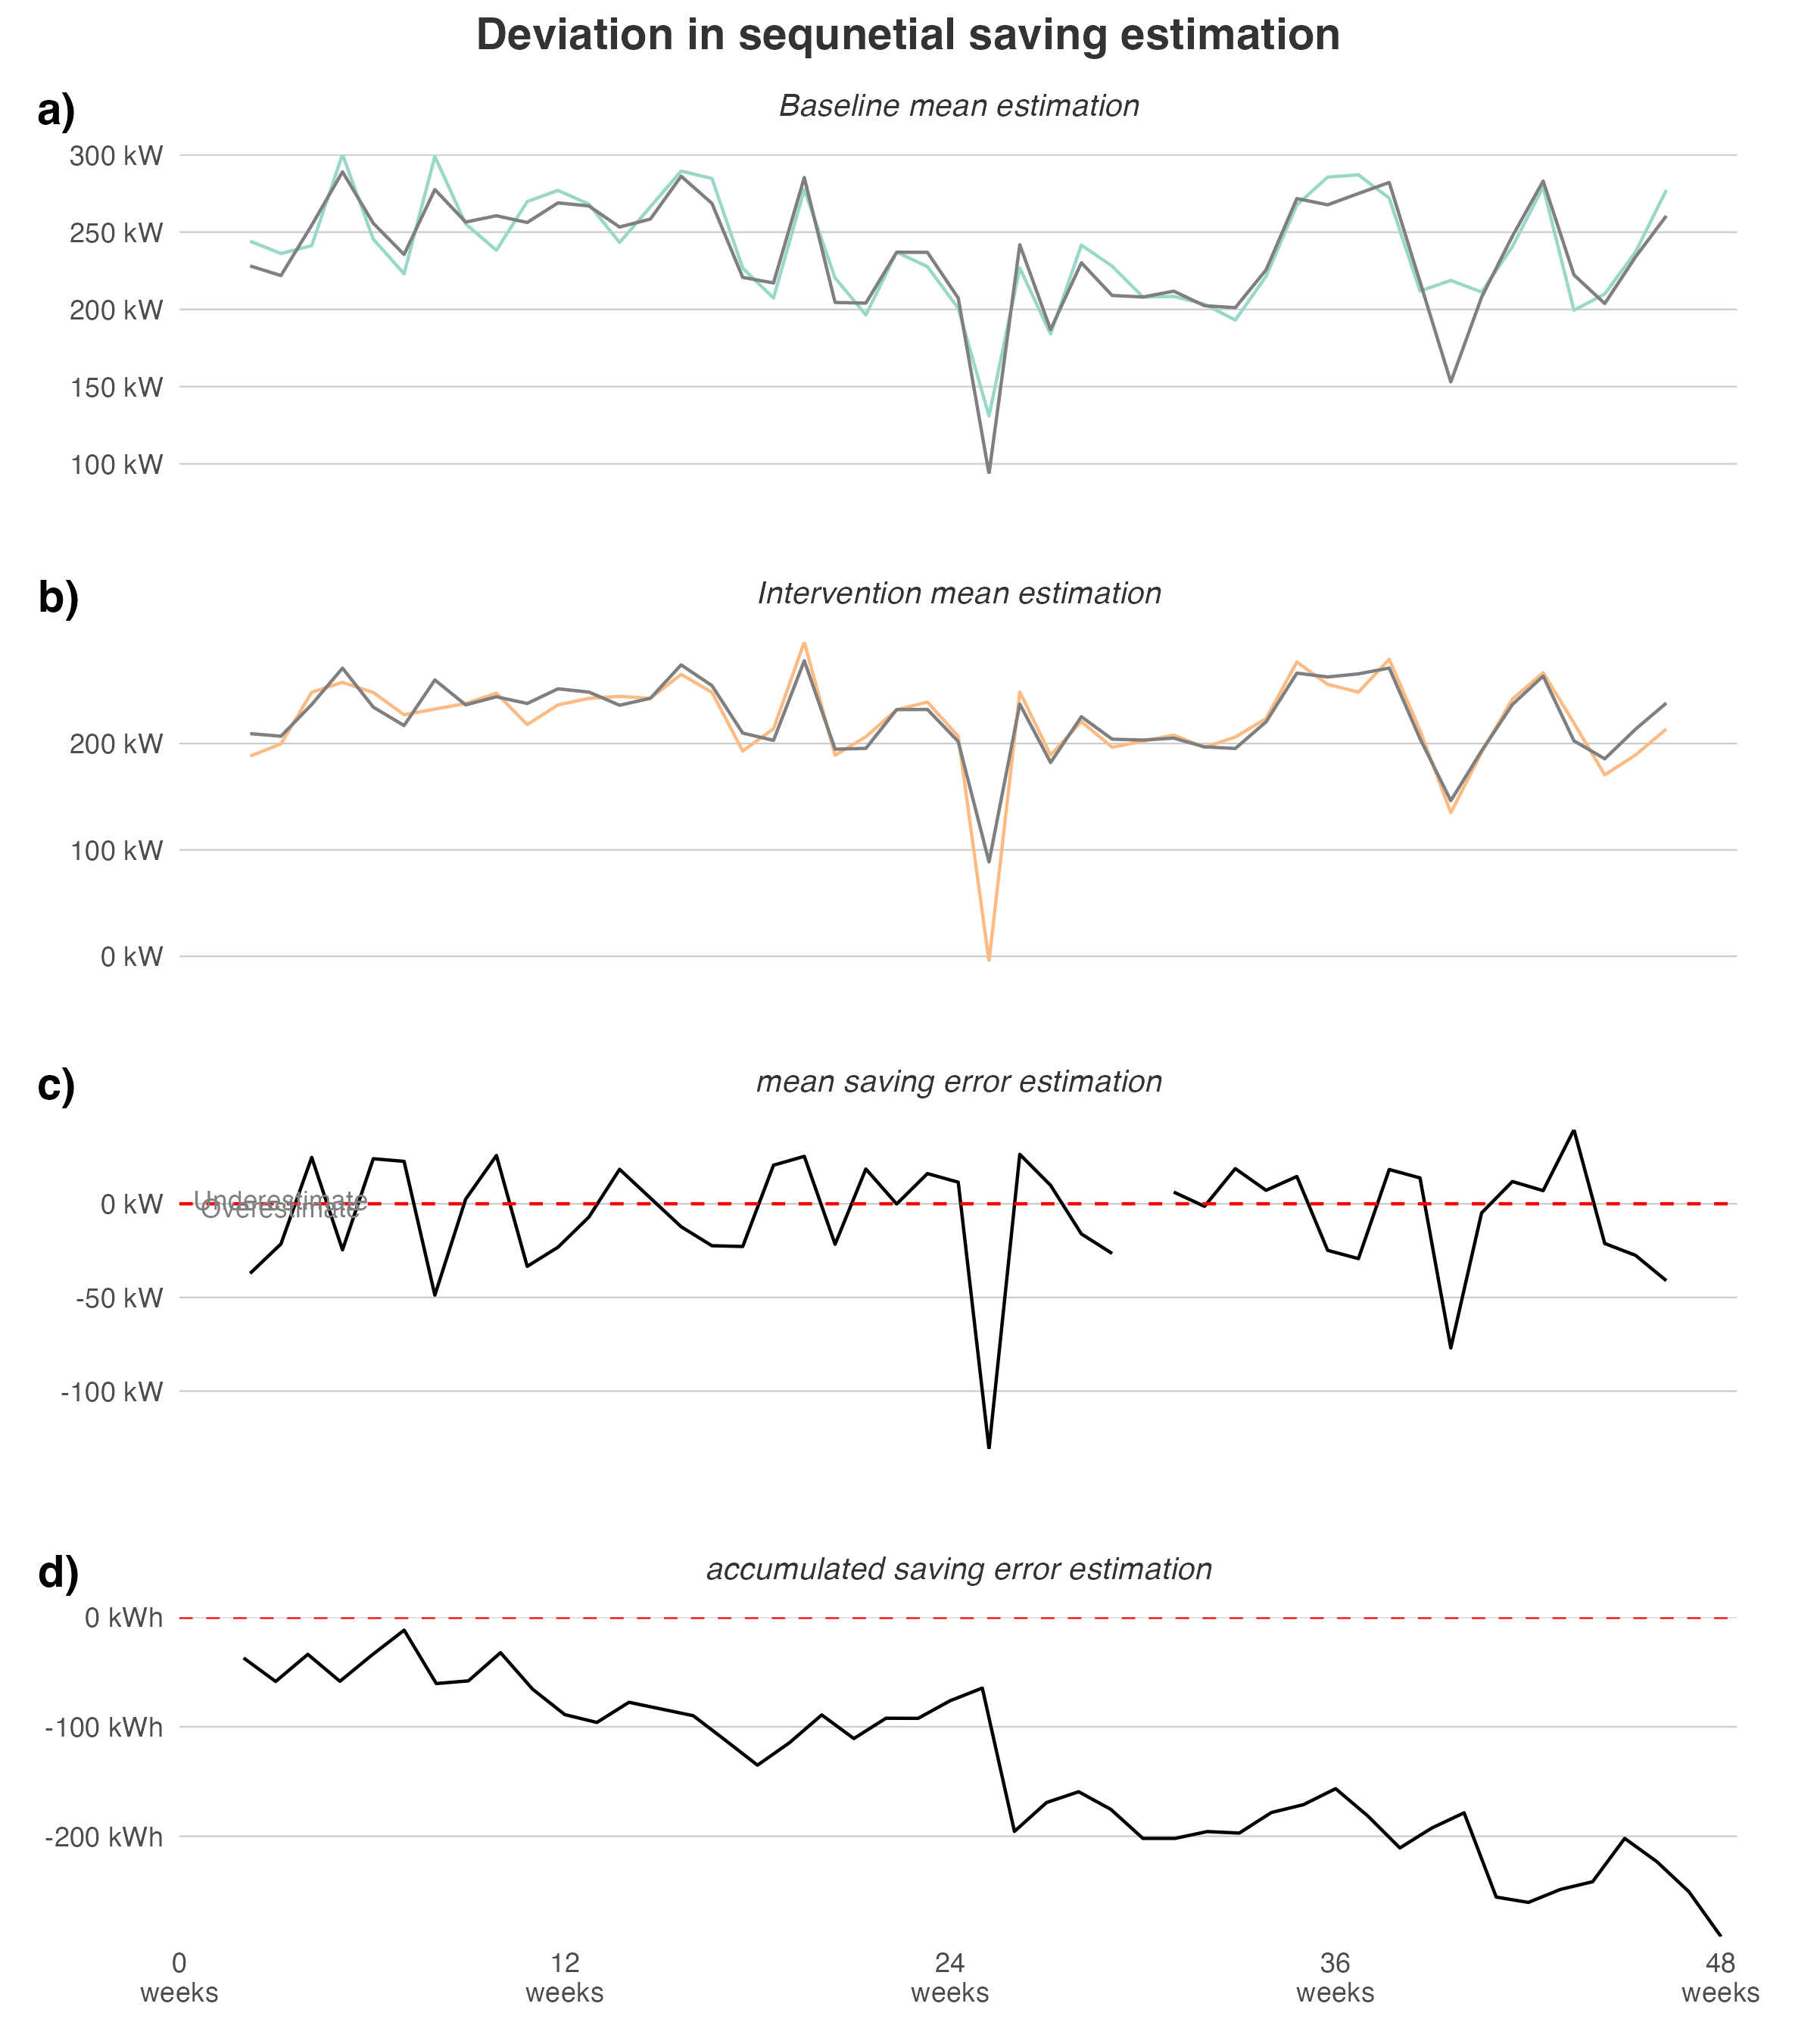 Deviation in sequnetial saving estimation
a)
Baseline mean estimation
300 kW
250 kW
200 kW
150 kW
100 kW
b)
Intervention mean estimation
200 kW
100 kW
0 kW
c)
mean saving error estimation
Underestimate
0 kW
Overestimate
-50 kW
-100 kW
d)
accumulated saving error estimation
0 kWh
-100 kWh
-200 kWh
0 12 24 36 48
weeks weeks weeks weeks weeks